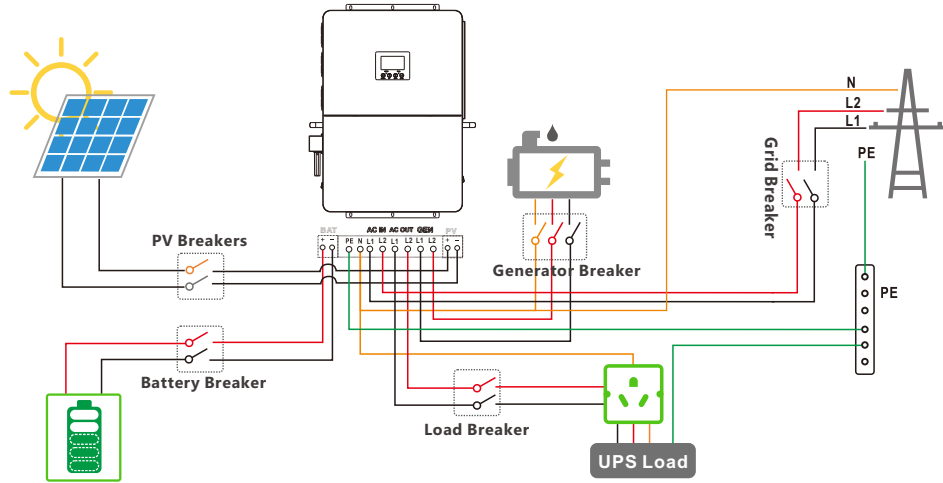 N
L2
L1
PE
Grid Breaker
PV Breakers
BAT AC IN AC OUT GEN PV
+ − PE N L1 L2 L1 L2 L1 L2 + −
Generator Breaker
PE
Battery Breaker
Load Breaker
UPS Load